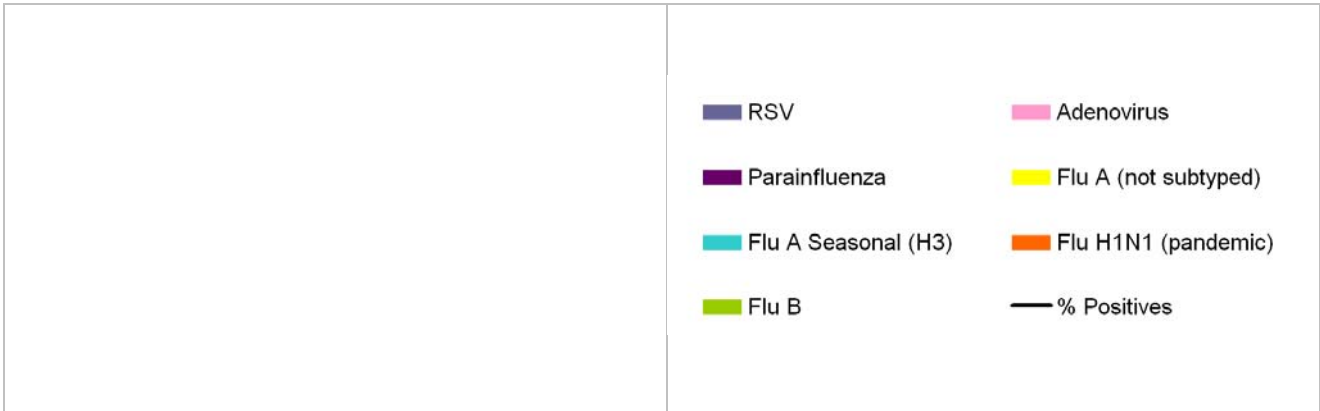 RSV Adenovirus
Parainfluenza Flu A (not subtyped)
Flu A Seasonal (H3) Flu H1N1 (pandemic)
Flu B % Positives